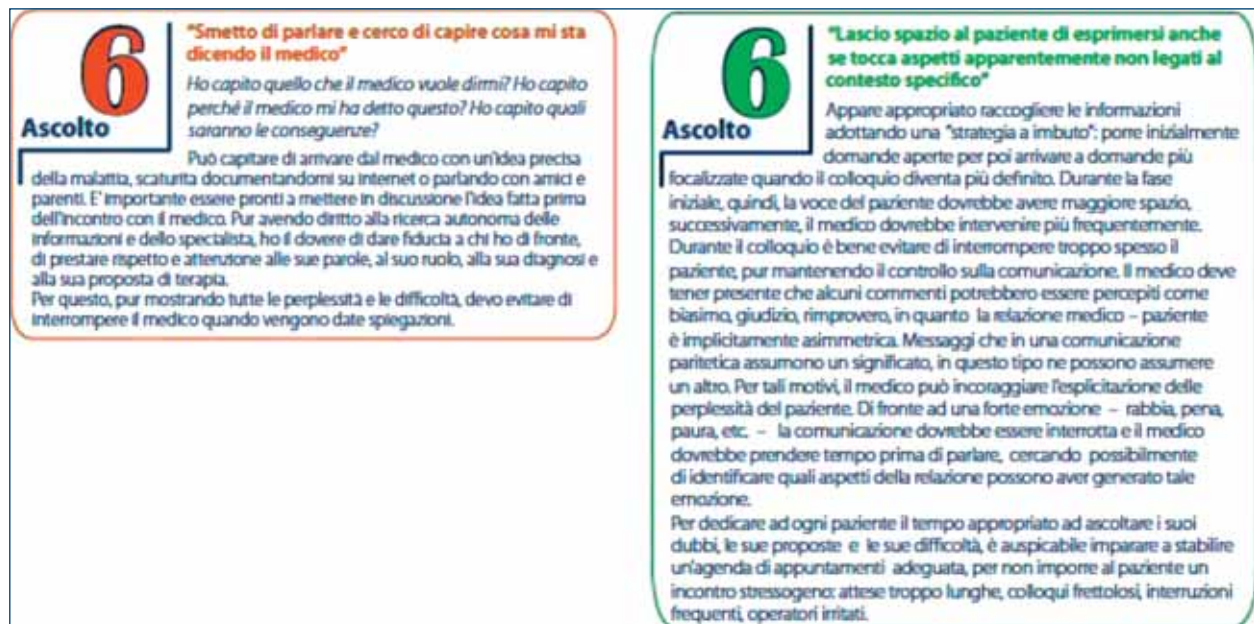 6
Ascolto
"Smetto di parlare e cerco di capire cosa mi sta
dicendo il medico"
Ho capito quello che il medico vuole dirmi? Ho capito
perché il medico mi ha detto questo? Ho capito quali
saranno le conseguenze?
Può capitare di arrivare dal medico con un'idea precisa
della malattia, scaturita documentandomi su internet o parlando con amici e
parenti. E' importante essere pronti a mettere in discussione l'idea fatta prima
dell'incontro con il medico. Pur avendo diritto alla ricerca autonoma delle
informazioni e dello specialista, ho il dovere di dare fiducia a chi ho di fronte,
di prestare rispetto e attenzione alle sue parole, al suo ruolo, alla sua diagnosi e
alla sua proposta di terapia.
Per questo, pur mostrando tutte le perplessità e le difficoltà, devo evitare di
interrompere il medico quando vengono date spiegazioni.
6
Ascolto
"Lascio spazio al paziente di esprimersi anche
se tocca aspetti apparentemente non legati al
contesto specifico"
Appare appropriato raccogliere le informazioni
adottando una "strategia a imbuto": porre inizialmente
domande aperte per poi arrivare a domande più
focalizzate quando il colloquio diventa più definito. Durante la fase
iniziale, quindi, la voce del paziente dovrebbe avere maggiore spazio,
successivamente, il medico dovrebbe intervenire più frequentemente.
Durante il colloquio è bene evitare di interrompere troppo spesso il
paziente, pur mantenendo il controllo sulla comunicazione. Il medico deve
tener presente che alcuni commenti potrebbero essere percepiti come
biasimo, giudizio, rimprovero, in quanto la relazione medico – paziente
è implicitamente asimmetrica. Messaggi che in una comunicazione
paritetica assumono un significato, in questo tipo ne possono assumere
un altro. Per tali motivi, il medico può incoraggiare l'esplicitazione delle
perplessità del paziente. Di fronte ad una forte emozione – rabbia, pena,
paura, etc. – la comunicazione dovrebbe essere interrotta e il medico
dovrebbe prendere tempo prima di parlare, cercando possibilmente
di identificare quali aspetti della relazione possono aver generato tale
emozione.
Per dedicare ad ogni paziente il tempo appropriato ad ascoltare i suoi
dubbi, le sue proposte e le sue difficoltà, è auspicabile imparare a stabilire
un'agenda di appuntamenti adeguata, per non imporre al paziente un
incontro stressogeno: attese troppo lunghe, colloqui frettolosi, interruzioni
frequenti, operatori irritati.